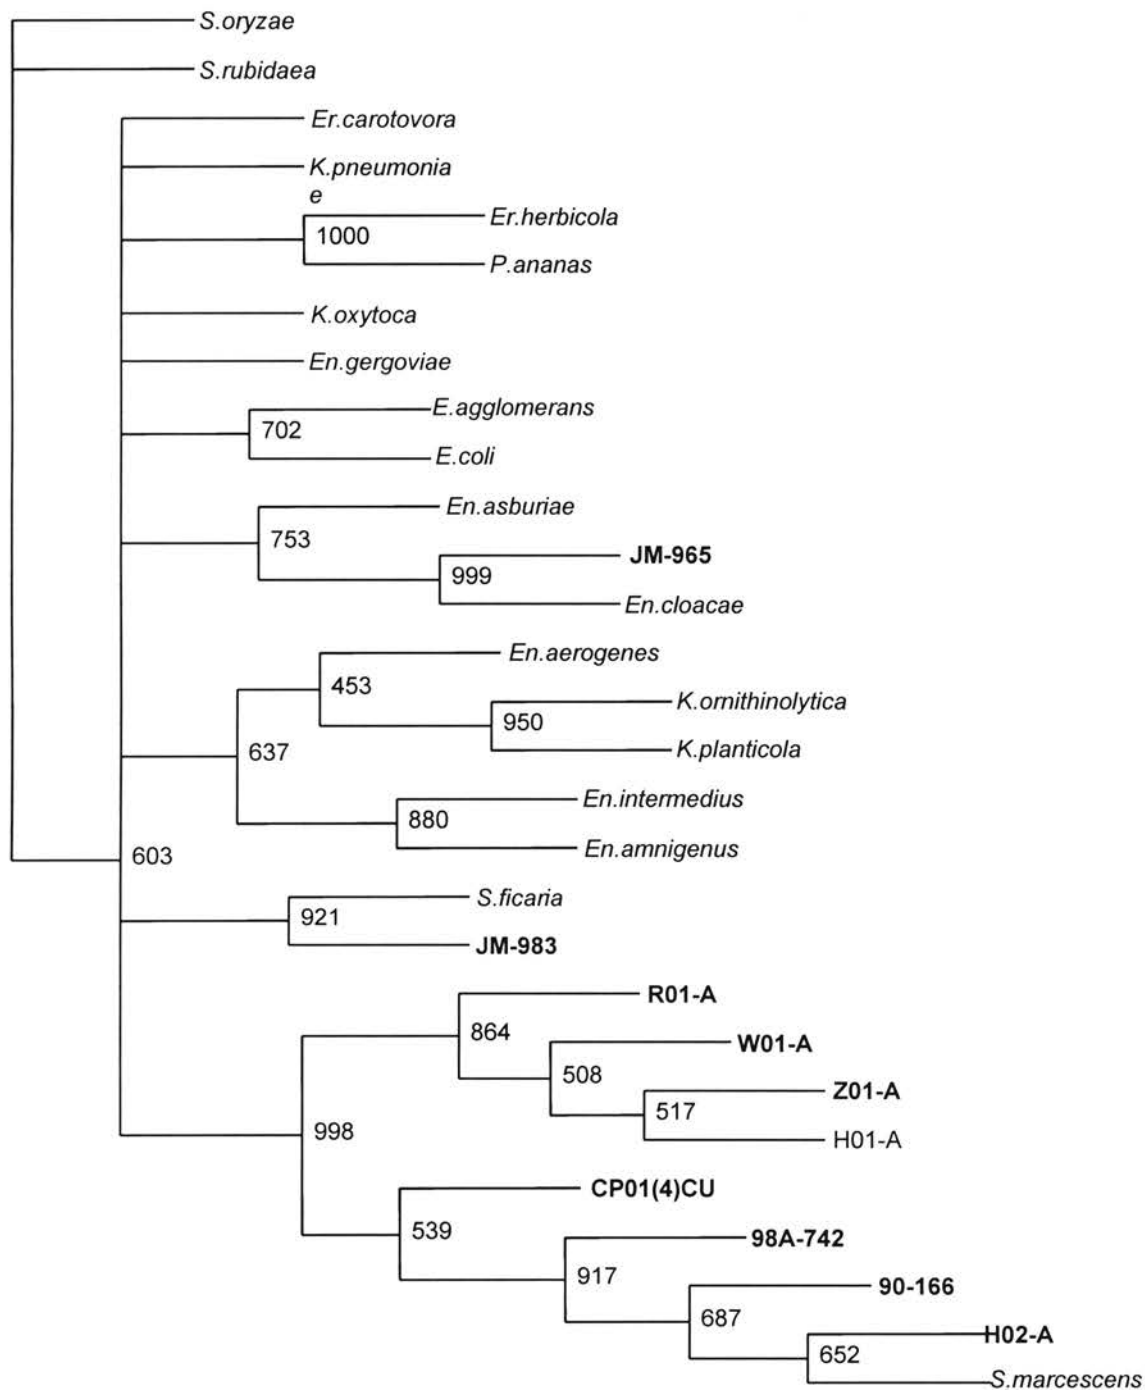 S.oryzae
S.rubidaea
Er.carotovora
K.pneumonia
e
Er.herbicola
1000
P.ananas
K.oxytoca
En.gergoviae
E.agglomerans
702
E.coli
En.asburiae
753
JM-965
999
En.cloacae
En.aerogenes
453
K.ornithinolytica
950
K.planticola
637
En.intermedius
880
En.amnigenus
603
S.ficaria
921
JM-983
R01-A
864
W01-A
508
Z01-A
517
H01-A
998
CP01(4)CU
539
98A-742
917
90-166
687
H02-A
652
S.marcescens